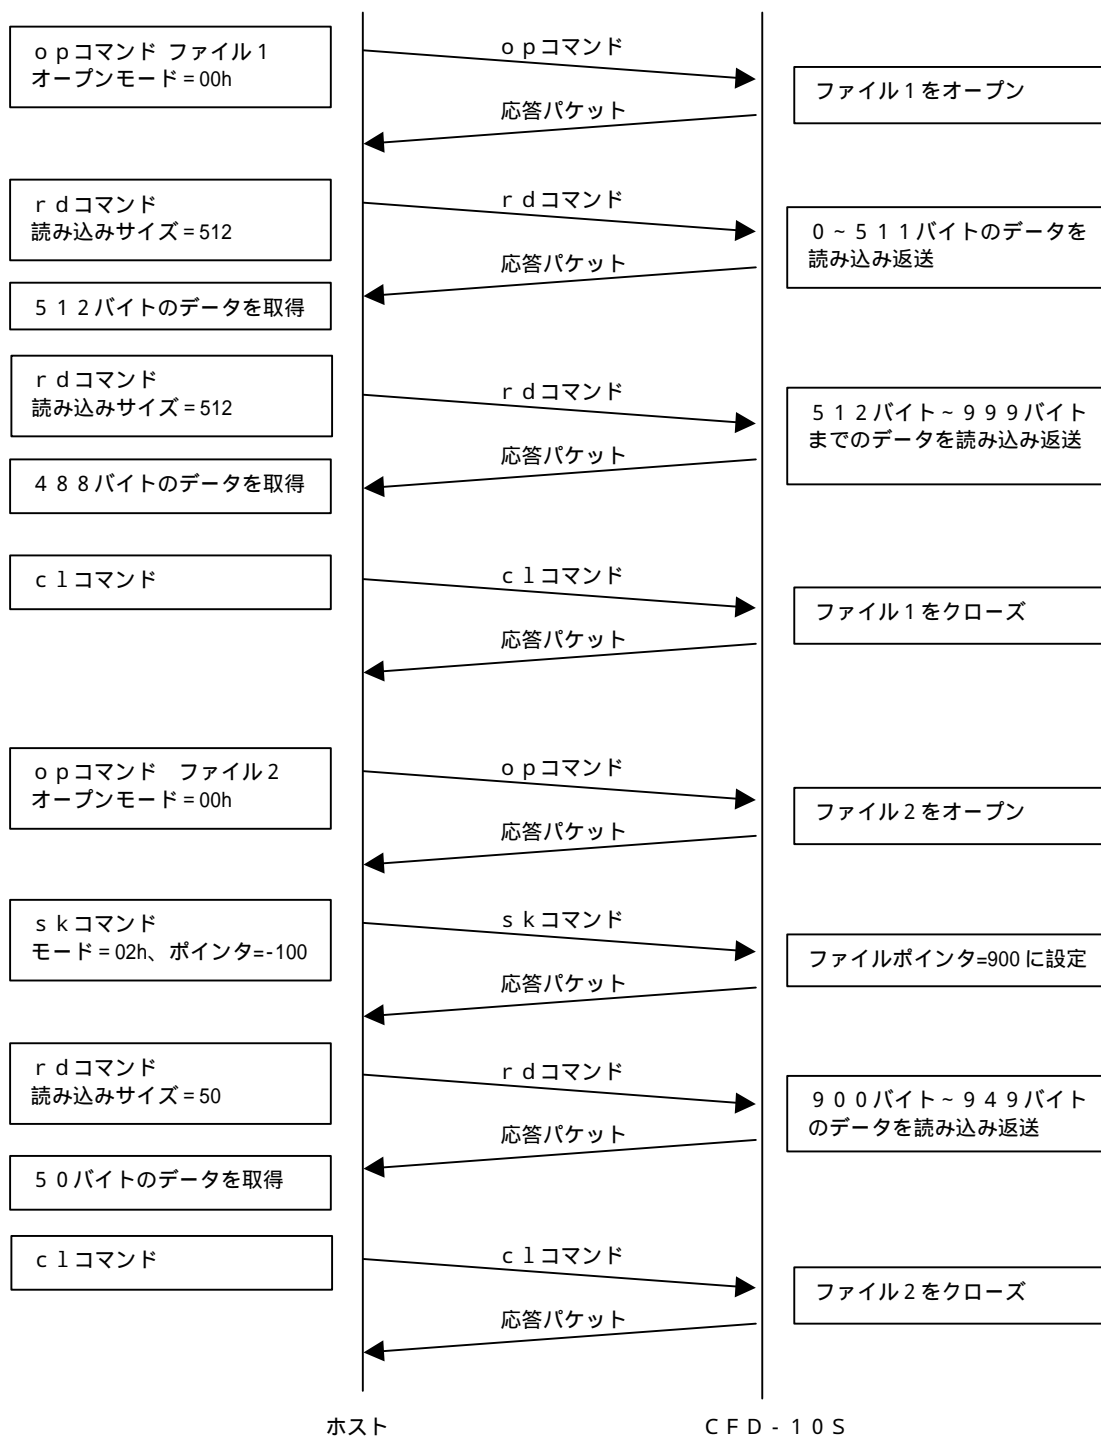 ｏｐコマンド ファイル１
オープンモード＝00h
ｏｐコマンド
ファイル１をオープン
応答パケット
ｒｄコマンド
読み込みサイズ＝512
ｒｄコマンド
０～５１１バイトのデータを
読み込み返送
応答パケット
５１２バイトのデータを取得
ｒｄコマンド
読み込みサイズ＝512
ｒｄコマンド
５１２バイト～９９９バイト
までのデータを読み込み返送
応答パケット
４８８バイトのデータを取得
ｃｌコマンド
ｃｌコマンド
ファイル１をクローズ
応答パケット
ｏｐコマンド　ファイル２
オープンモード＝00h
ｏｐコマンド
ファイル２をオープン
応答パケット
ｓｋコマンド
モード＝02h、ポインタ=-100
ｓｋコマンド
ファイルポインタ=900に設定
応答パケット
ｒｄコマンド
読み込みサイズ＝50
ｒｄコマンド
９００バイト～９４９バイト
のデータを読み込み返送
応答パケット
５０バイトのデータを取得
ｃｌコマンド
ｃｌコマンド
ファイル２をクローズ
応答パケット
ホスト
ＣＦＤ-１０Ｓ